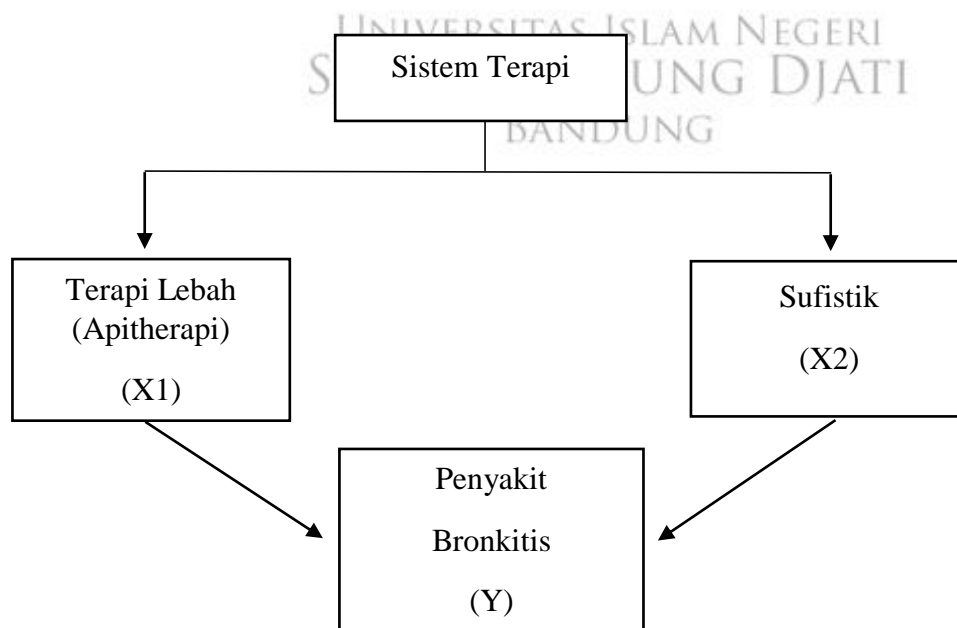 UNIVERSITAS ISLAM NEGERI
UNG DJATI
BANDUNG
Sistem Terapi
Terapi Lebah
(Apitherapi)
(X1)
Sufistik
(X2)
Penyakit
Bronkitis
(Y)